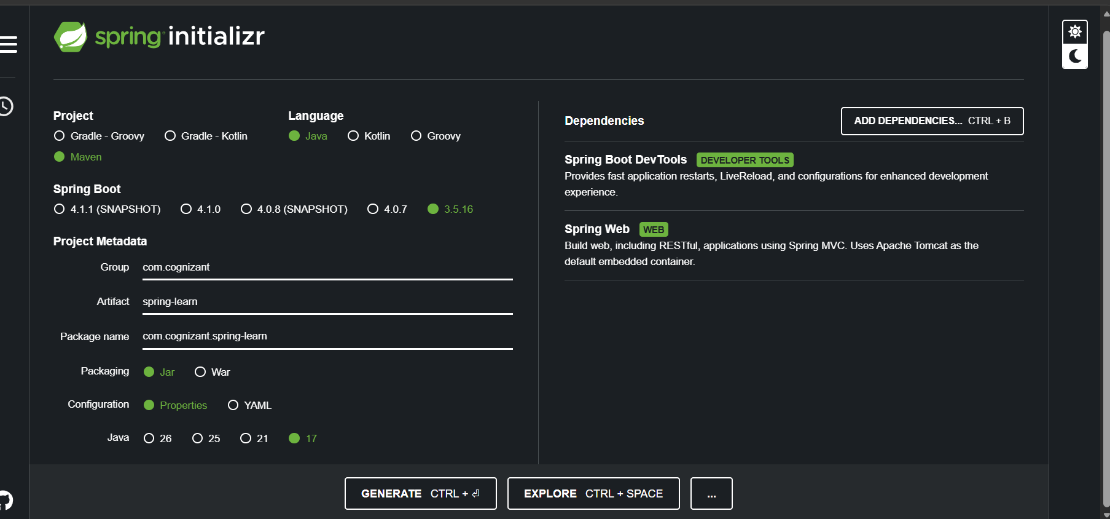 spring initializr
Project
Gradle - Groovy Gradle - Kotlin
Maven
Language
Java Kotlin Groovy
Spring Boot
4.1.1 (SNAPSHOT) 4.1.0 4.0.8 (SNAPSHOT) 4.0.7 3.5.16
Project Metadata
Group com.cognizant
Artifact spring-learn
Package name com.cognizant.spring-learn
Packaging Jar War
Configuration Properties YAML
Java 26 25 21 17
Dependencies ADD DEPENDENCIES... CTRL + B
Spring Boot DevTools DEVELOPER TOOLS
Provides fast application restarts, LiveReload, and configurations for enhanced development
experience.
Spring Web WEB
Build web, including RESTful, applications using Spring MVC. Uses Apache Tomcat as the
default embedded container.
GENERATE CTRL + ⏎ EXPLORE CTRL + SPACE ...